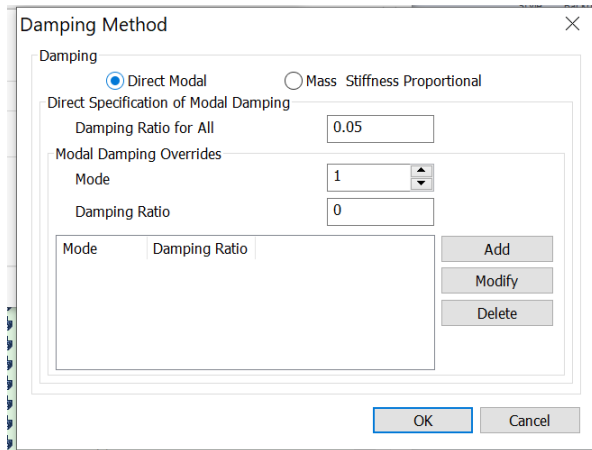 Damping Method
Damping
Direct Modal
Mass Stiffness Proportional
Direct Specification of Modal Damping
Damping Ratio for All
0.05
Modal Damping Overrides
Mode
1
Damping Ratio
0
Mode
Damping Ratio
Add
Modify
Delete
OK
Cancel